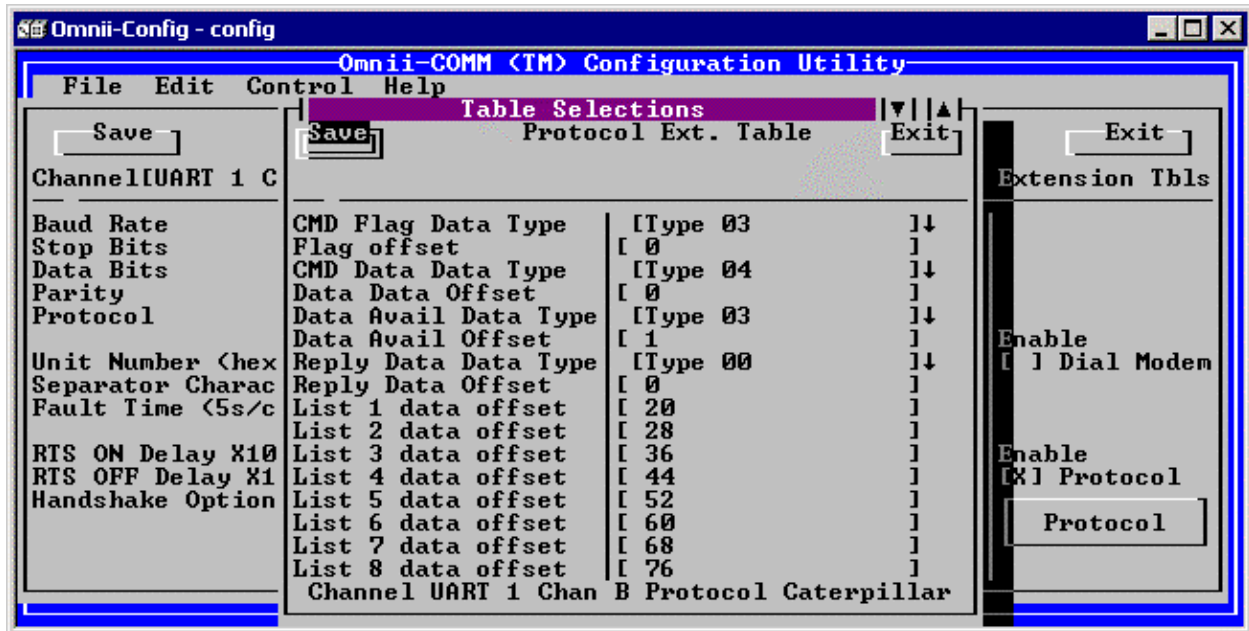 Omnii-Config - config
Omnii-COMM (TM) Configuration Utility
File Edit Control Help
Table Selections
Save Save Protocol Ext. Table Exit Exit
Channel[UART 1 C Extension Tbls
Baud Rate CMD Flag Data Type [Type 03 ]↓
Stop Bits Flag offset [ 0 ]
Data Bits CMD Data Data Type [Type 04 ]↓
Parity Data Data Offset [ 0 ]
Protocol Data Avail Data Type [Type 03 ]↓
Data Avail Offset [ 1 ] Enable
Unit Number (hex Reply Data Data Type [Type 00 ]↓ [ ] Dial Modem
Separator Charac Reply Data Offset [ 0 ]
Fault Time (5s/c List 1 data offset [ 20 ]
List 2 data offset [ 28 ]
RTS ON Delay X10 List 3 data offset [ 36 ] Enable
RTS OFF Delay X1 List 4 data offset [ 44 ] [X] Protocol
Handshake Option List 5 data offset [ 52 ]
List 6 data offset [ 60 ] Protocol
List 7 data offset [ 68 ]
List 8 data offset [ 76 ]
Channel UART 1 Chan B Protocol Caterpillar